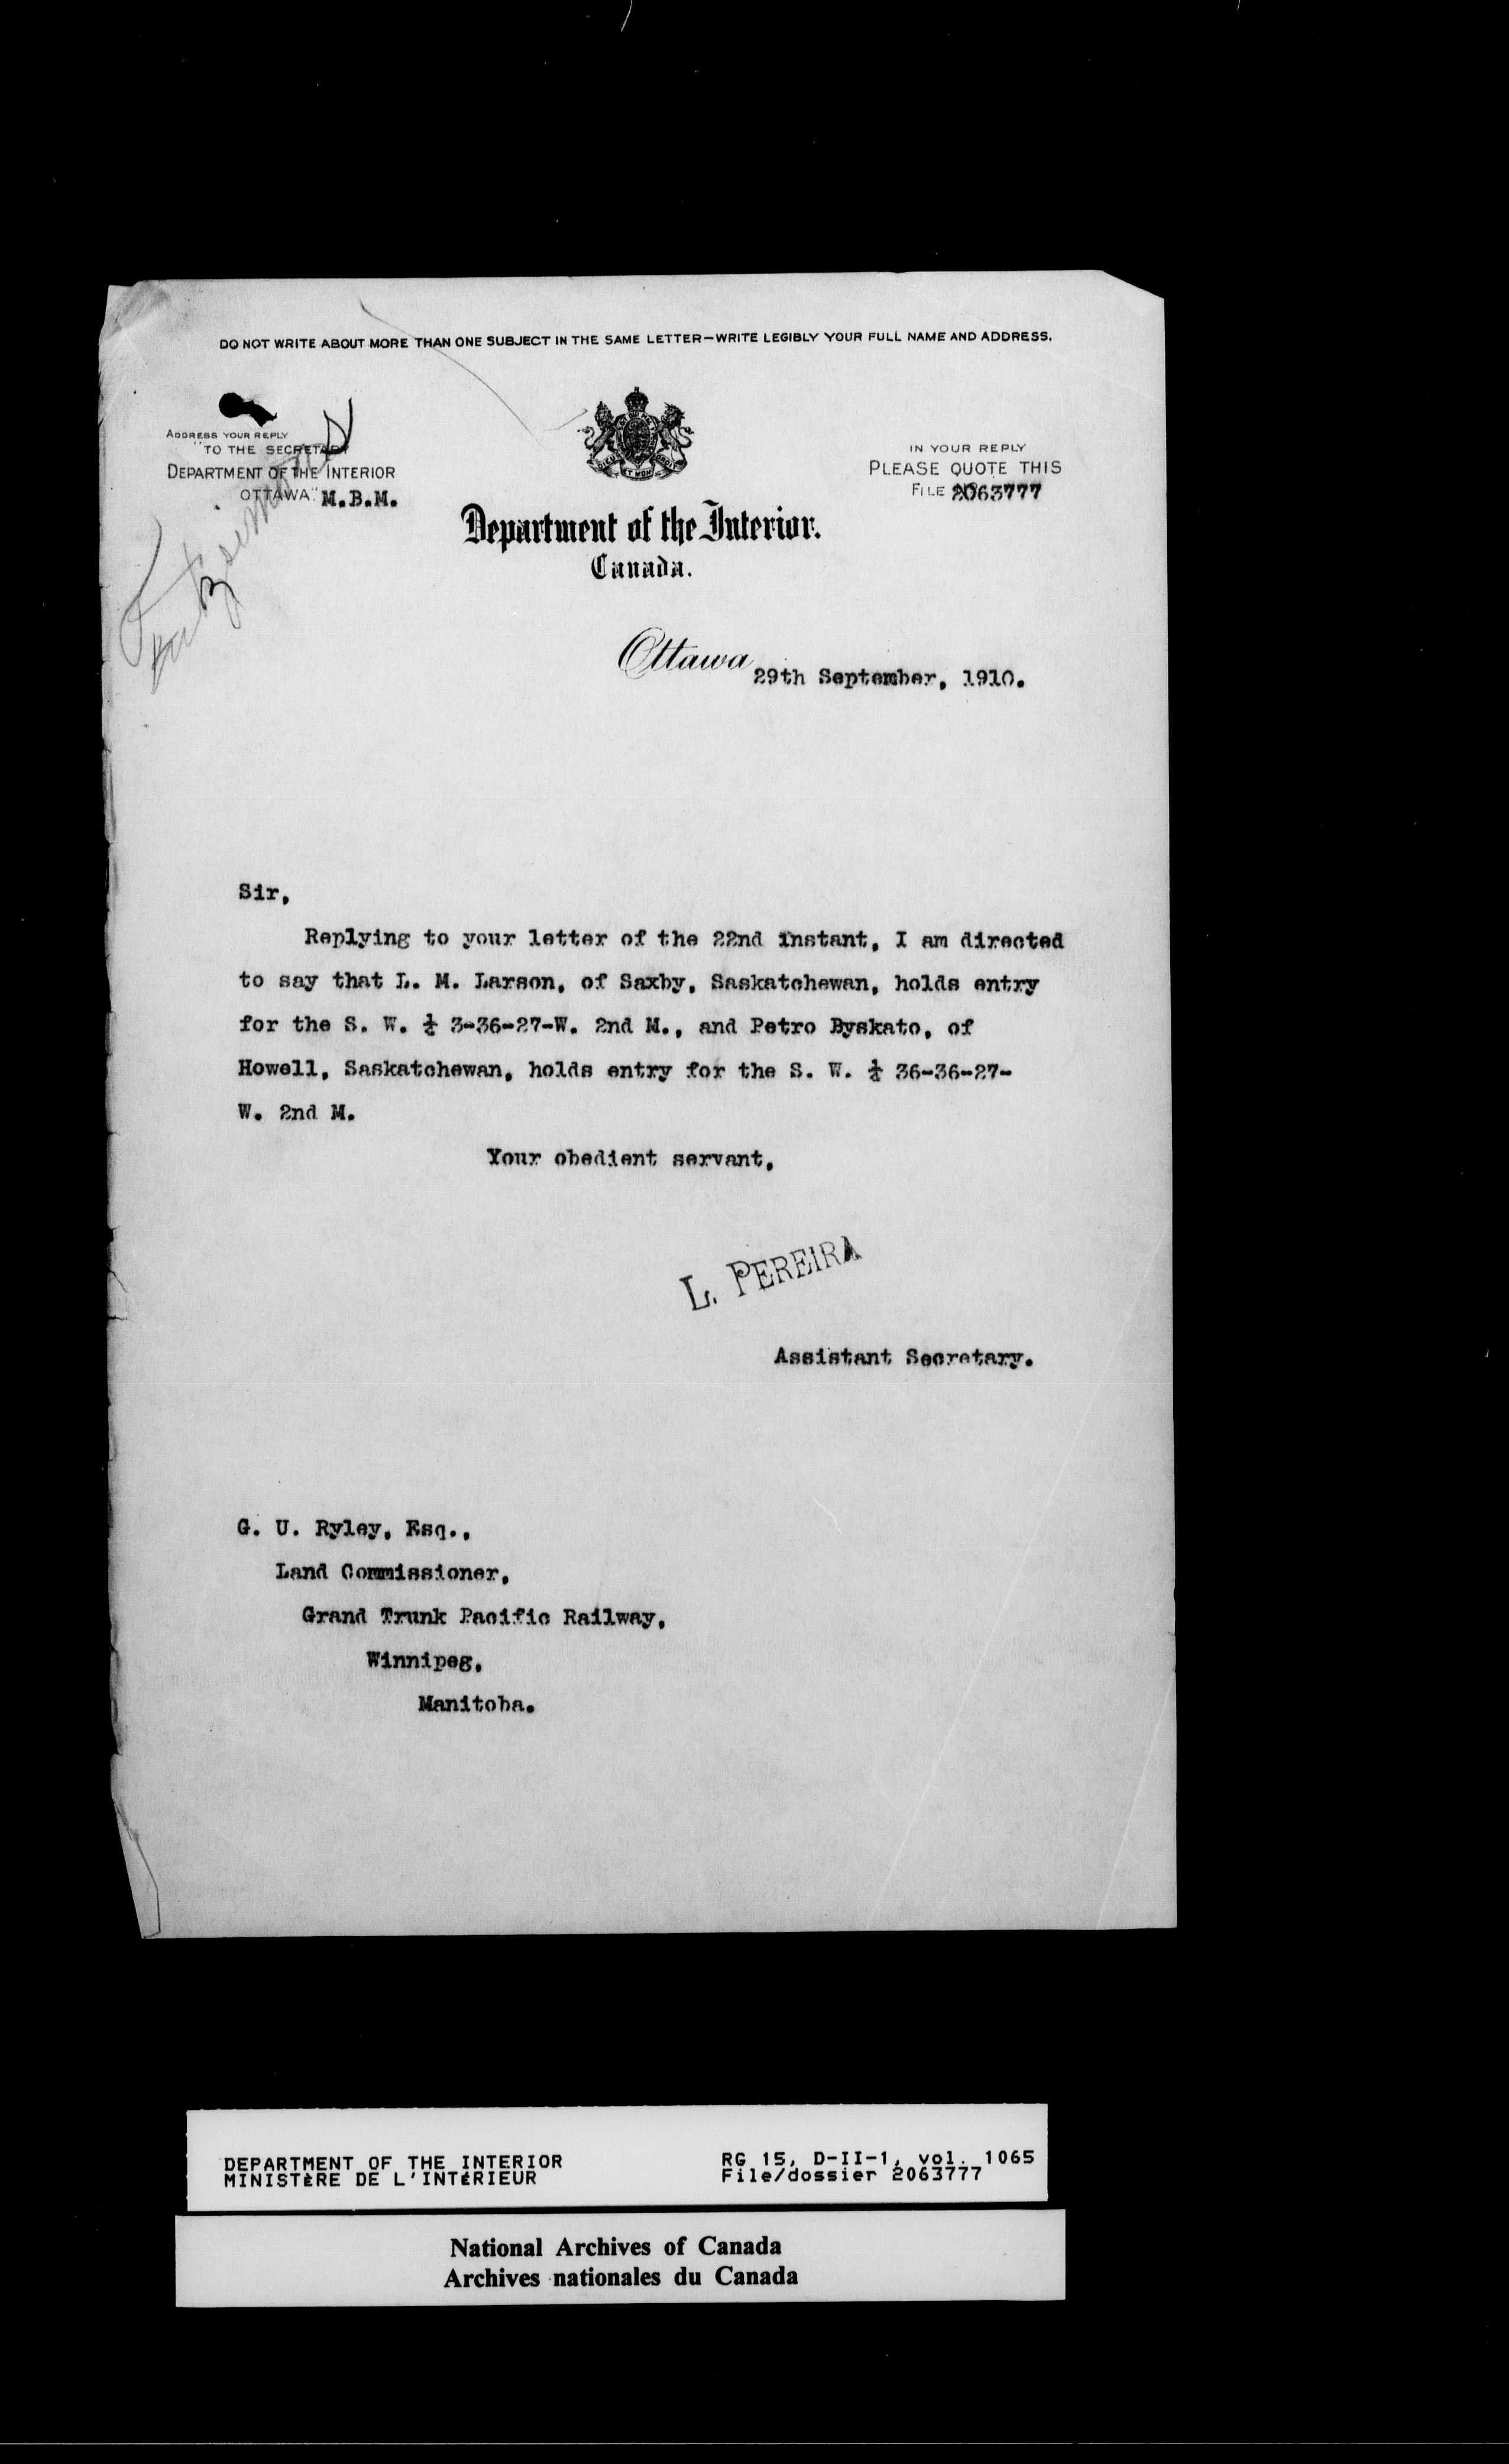 DO NOT WRITE ABOUT MORE THAN ONE SUBJECT IN THE SAME LETTER—WRITE LEGIBLY YOUR FULL NAME AND ADDRESS.
ADDRESS YOUR REPLY
"TO THE SECRETARY
DEPARTMENT OF THE INTERIOR
OTTAWA." M.B.M.
IN YOUR REPLY
PLEASE QUOTE THIS
FILE 2063777
Department of the Interior.
Canada.
Ottawa 29th September, 1910.
Sir,
Replying to your letter of the 22nd instant, I am directed
to say that L. M. Larson, of Saxby, Saskatchewan, holds entry
for the S. W. ¼ 3-36-27-W. 2nd M., and Petro Byskato, of
Howell, Saskatchewan, holds entry for the S. W. ¼ 36-36-27-
W. 2nd M.
Your obedient servant,
L. PEREIRA
Assistant Secretary.
G. U. Ryley, Esq.,
Land Commissioner,
Grand Trunk Pacific Railway,
Winnipeg,
Manitoba.
DEPARTMENT OF THE INTERIOR
MINISTÈRE DE L'INTÉRIEUR
RG 15, D-II-1, vol. 1065
File/dossier 2063777
National Archives of Canada
Archives nationales du Canada